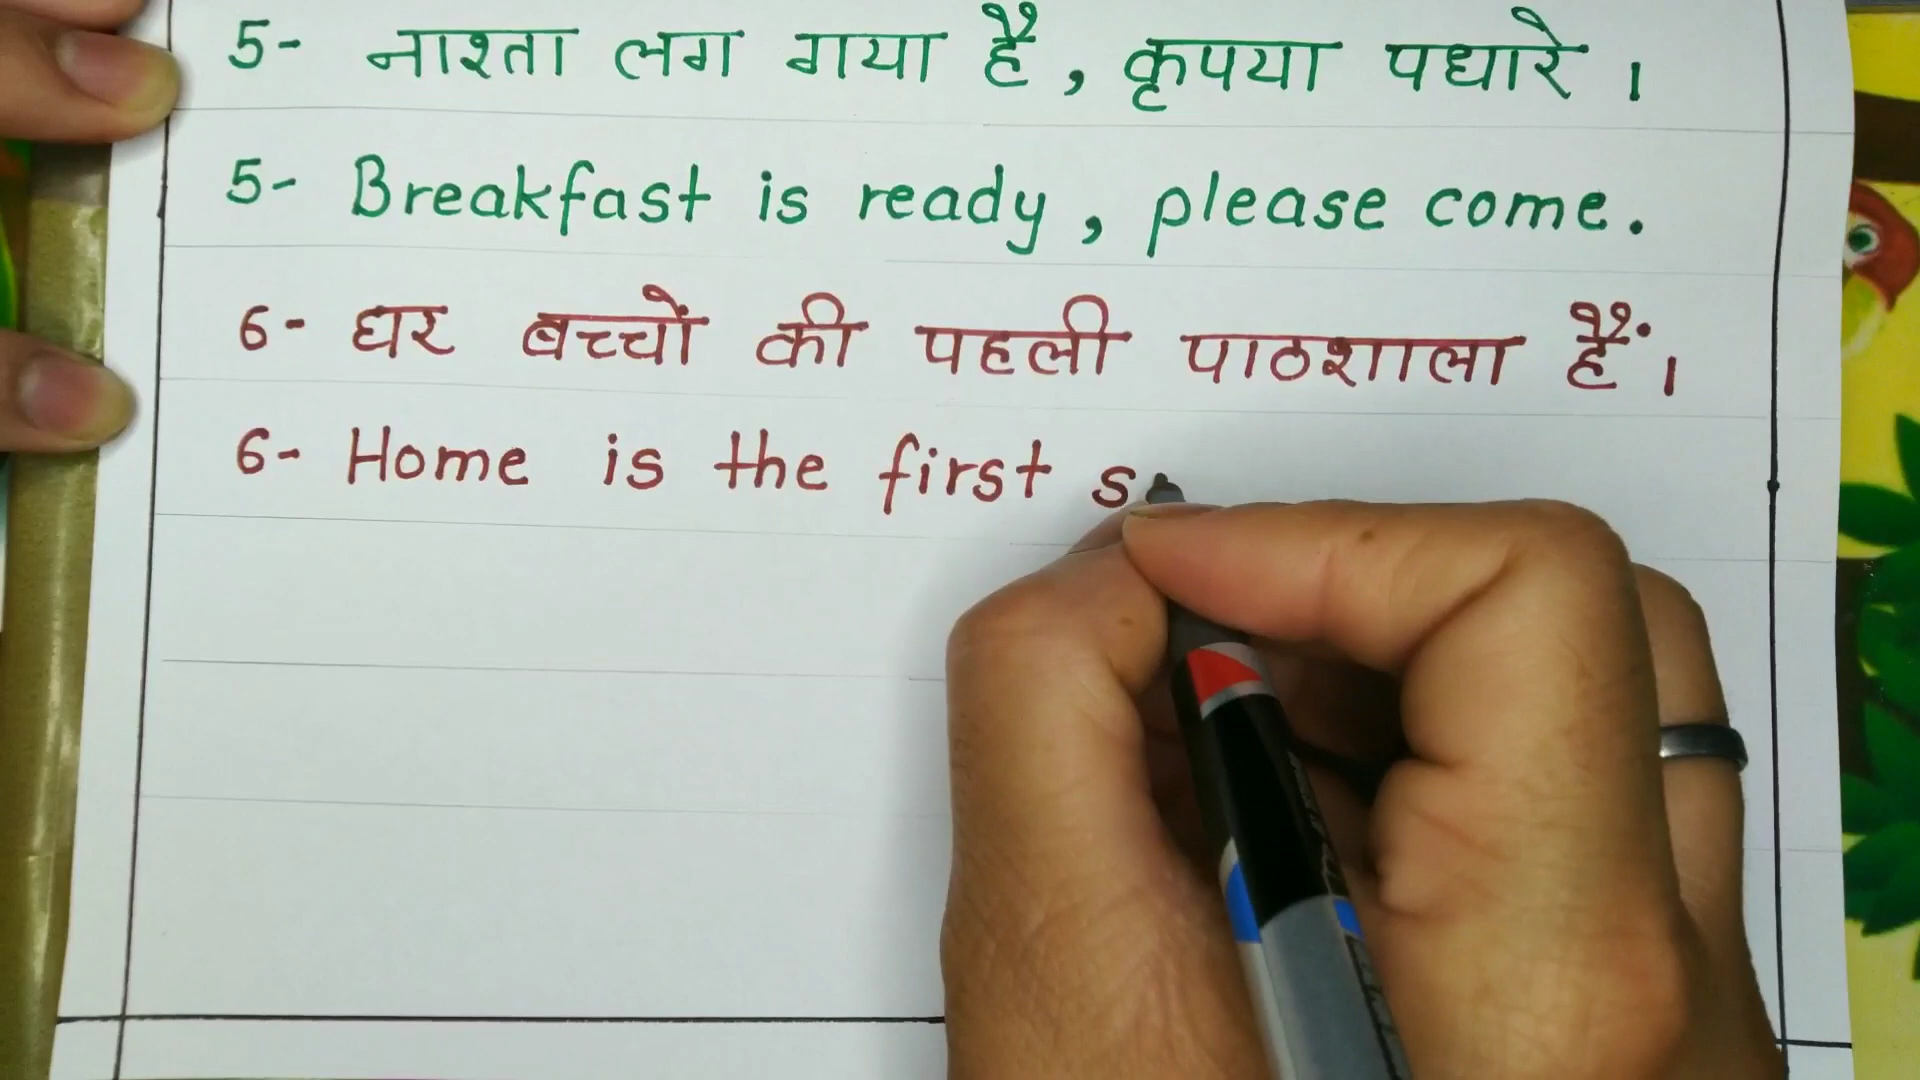 5- नाश्ता लग गया है, कृपया पधारे ।
5- Breakfast is ready, please come.
6- घर बच्चों की पहली पाठशाला हैं ।
6- Home is the first s